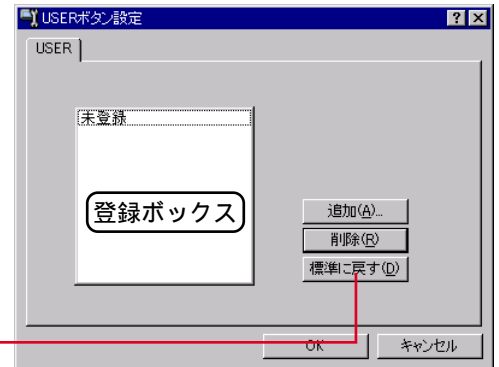 USERボタン設定
USER
未登録
登録ボックス
追加(A)...
削除(R)
標準に戻す(D)
OK
キャンセル